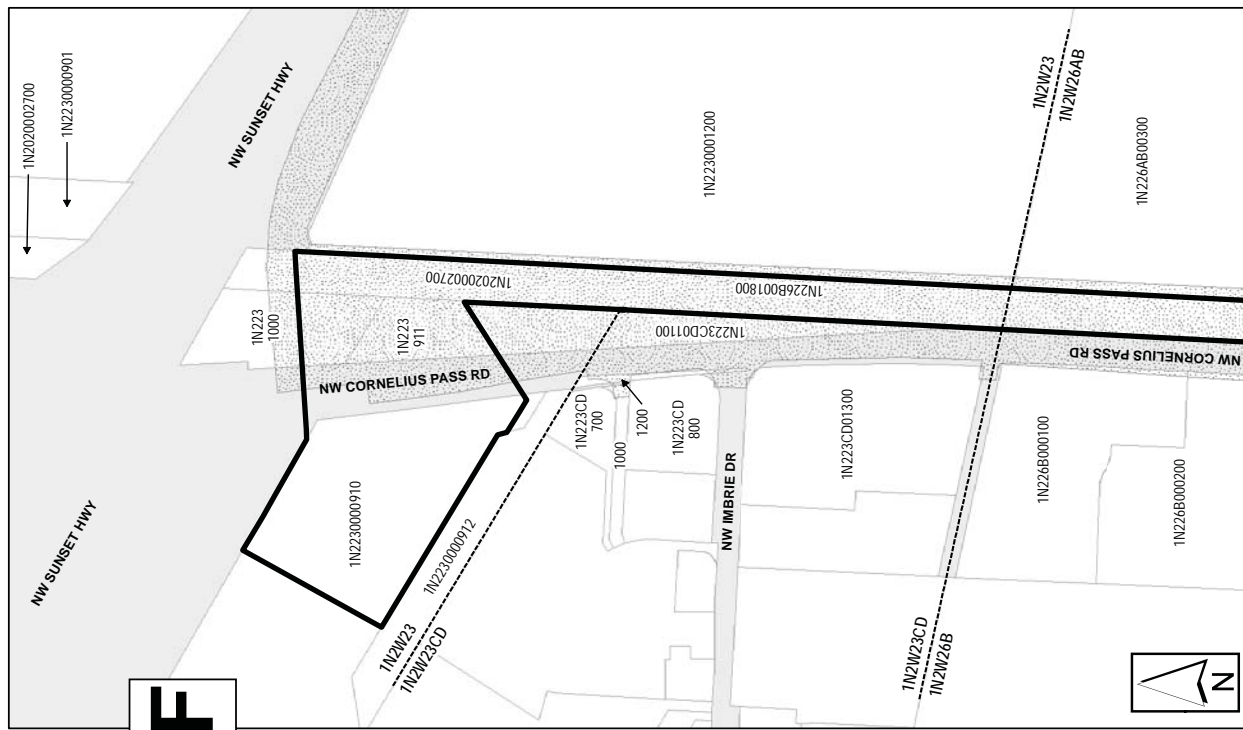 1N2020002700
1N2230000901
NW SUNSET HWY
NW SUNSET HWY
1N223
1000
1N2020002700
1N223
911
NW CORNELIUS PASS RD
1N2230001200
1N226B001800
1N223CD01100
1N2W23
1N2W26AB
1N226AB00300
NW CORNELIUS PASS RD
1N2230000910
1N2230000912
1N2W23
1N2W23CD
1N223CD
700
1000
1200
1N223CD
800
NW IMBRIE DR
1N223CD01300
1N226B000100
1N226B000200
1N2W23CD
1N2W26B
F
N